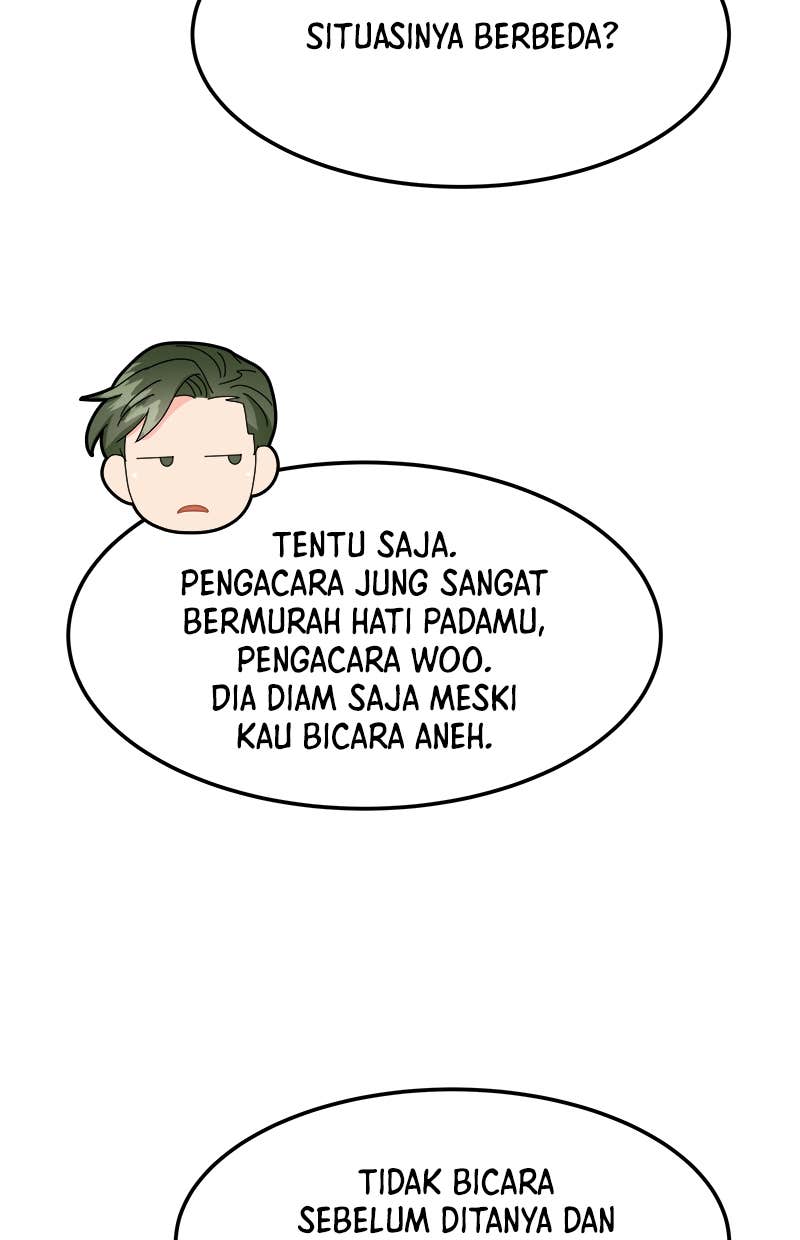 SITUASINYA BERBEDA?
TENTU SAJA.
PENGACARA JUNG SANGAT
BERMURAH HATI PADAMU,
PENGACARA WOO.
DIA DIAM SAJA MESKI
KAU BICARA ANEH.
TIDAK BICARA
SEBELUM DITANYA DAN